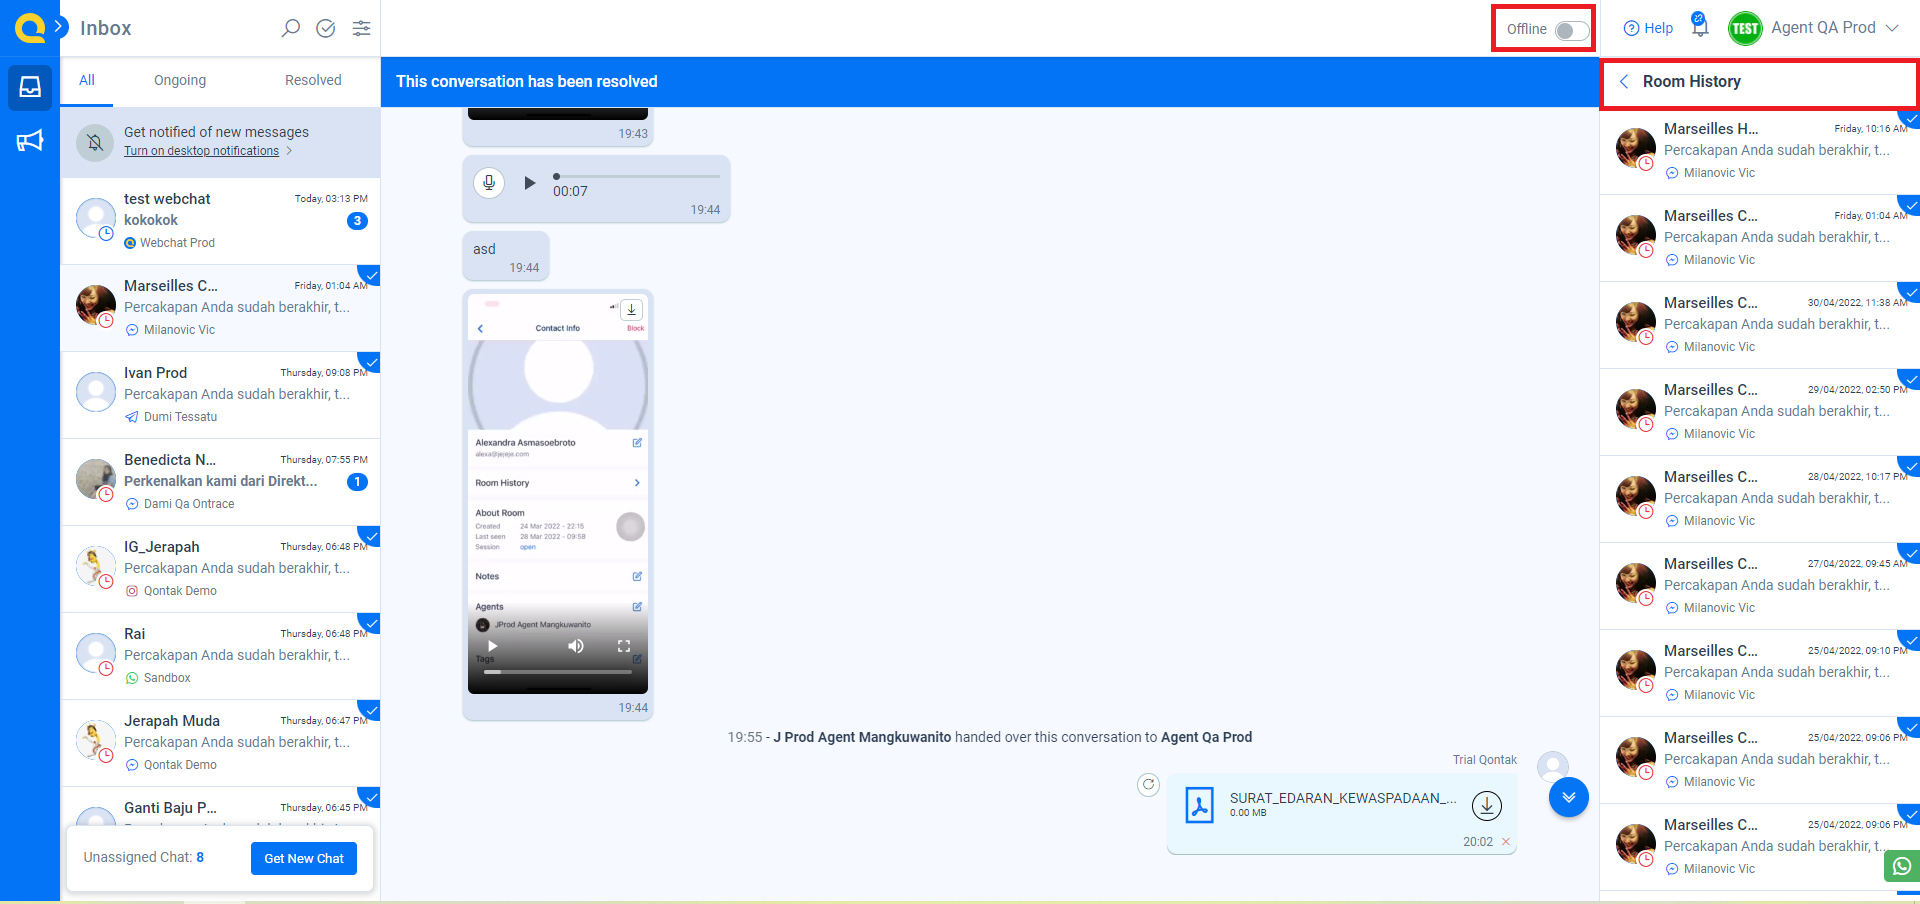 Inbox
Offline
Help
TEST
Agent QA Prod
All
Ongoing
Resolved
Get notified of new messages
Turn on desktop notifications
test webchat
Today, 03:13 PM
kokokok
3
Webchat Prod
Marseilles C...
Friday, 01:04 AM
Percakapan Anda sudah berakhir, t...
Milanovic Vic
Ivan Prod
Thursday, 09:08 PM
Percakapan Anda sudah berakhir, t...
Dumi Tessatu
Benedicta N...
Thursday, 07:55 PM
Perkenalkan kami dari Direkt...
1
Dami Qa Ontrace
IG_Jerapah
Thursday, 06:48 PM
Percakapan Anda sudah berakhir, t...
Qontak Demo
Rai
Thursday, 06:48 PM
Percakapan Anda sudah berakhir, t...
Sandbox
Jerapah Muda
Thursday, 06:47 PM
Percakapan Anda sudah berakhir, t...
Qontak Demo
Ganti Baju P...
Thursday, 06:45 PM
Unassigned Chat: 8
Get New Chat
This conversation has been resolved
19:43
00:07
19:44
asd
19:44
Contact Info
Block
Alexandra Asmasoebroto
alexa@jejeje.com
Room History
About Room
Created 24 Mar 2022 - 22:15
Last seen 28 Mar 2022 - 09:58
Session open
Notes
Agents
JProd Agent Mangkuwanito
Tags
19:44
19:55 - J Prod Agent Mangkuwanito handed over this conversation to Agent Qa Prod
Trial Qontak
SURAT_EDARAN_KEWASPADAAN_...
0.00 MB
20:02
Room History
Marseilles H...
Friday, 10:16 AM
Percakapan Anda sudah berakhir, t...
Milanovic Vic
Marseilles C...
Friday, 01:04 AM
Percakapan Anda sudah berakhir, t...
Milanovic Vic
Marseilles C...
30/04/2022, 11:38 AM
Percakapan Anda sudah berakhir, t...
Milanovic Vic
Marseilles C...
29/04/2022, 02:50 PM
Percakapan Anda sudah berakhir, t...
Milanovic Vic
Marseilles C...
28/04/2022, 10:17 PM
Percakapan Anda sudah berakhir, t...
Milanovic Vic
Marseilles C...
27/04/2022, 09:45 AM
Percakapan Anda sudah berakhir, t...
Milanovic Vic
Marseilles C...
25/04/2022, 09:10 PM
Percakapan Anda sudah berakhir, t...
Milanovic Vic
Marseilles C...
25/04/2022, 09:06 PM
Percakapan Anda sudah berakhir, t...
Milanovic Vic
Marseilles C...
25/04/2022, 09:06 PM
Percakapan Anda sudah berakhir, t...
Milanovic Vic